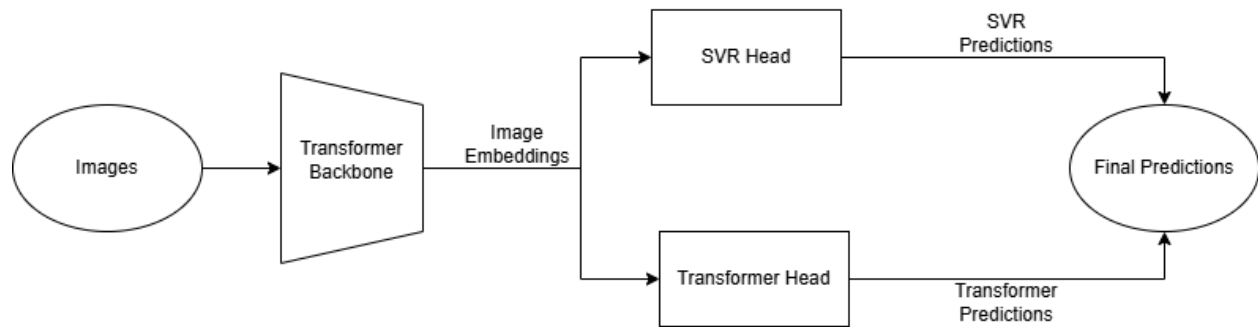 Images
Transformer
Backbone
Image
Embeddings
SVR Head
SVR
Predictions
Transformer Head
Transformer
Predictions
Final Predictions